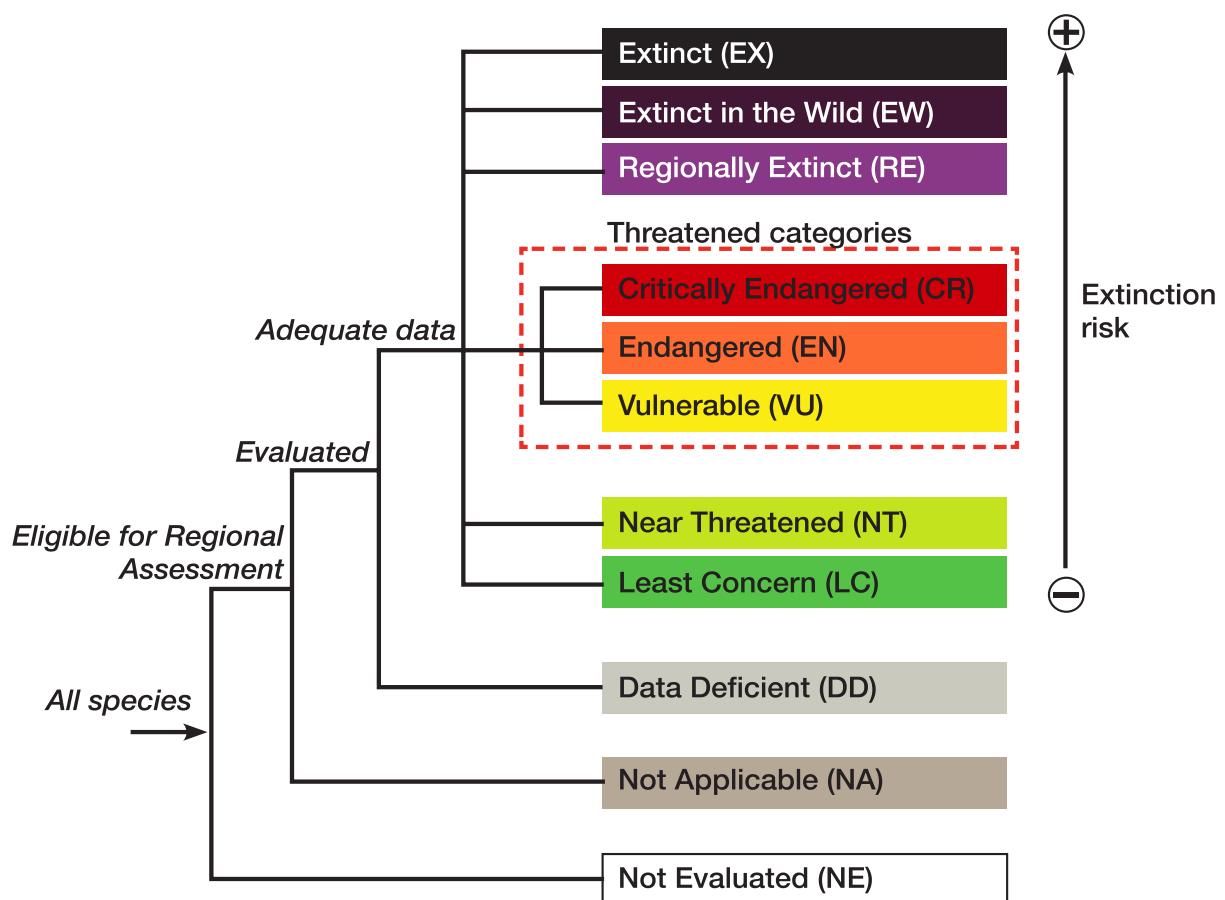 Extinct (EX)
Extinct in the Wild (EW)
Regionally Extinct (RE)
Threatened categories
Critically Endangered (CR)
Extinction
risk
Adequate data
Endangered (EN)
Vulnerable (VU)
Evaluated
Near Threatened (NT)
Eligible for Regional
Assessment
Least Concern (LC)
All species
Data Deficient (DD)
Not Applicable (NA)
Not Evaluated (NE)